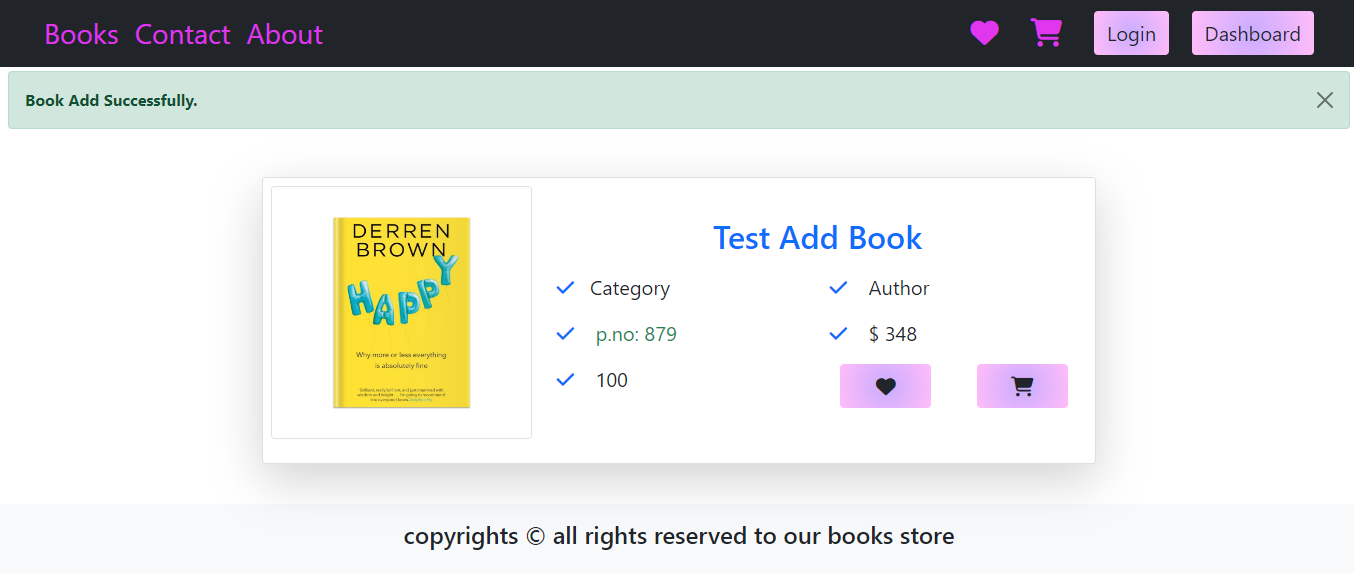 Books Contact About
Login Dashboard
Book Add Successfully.
DERREN
BROWN
HAPPY
Why more or less everything
is absolutely fine
Test Add Book
Category
Author
p.no: 879
$ 348
100
copyrights © all rights reserved to our books store